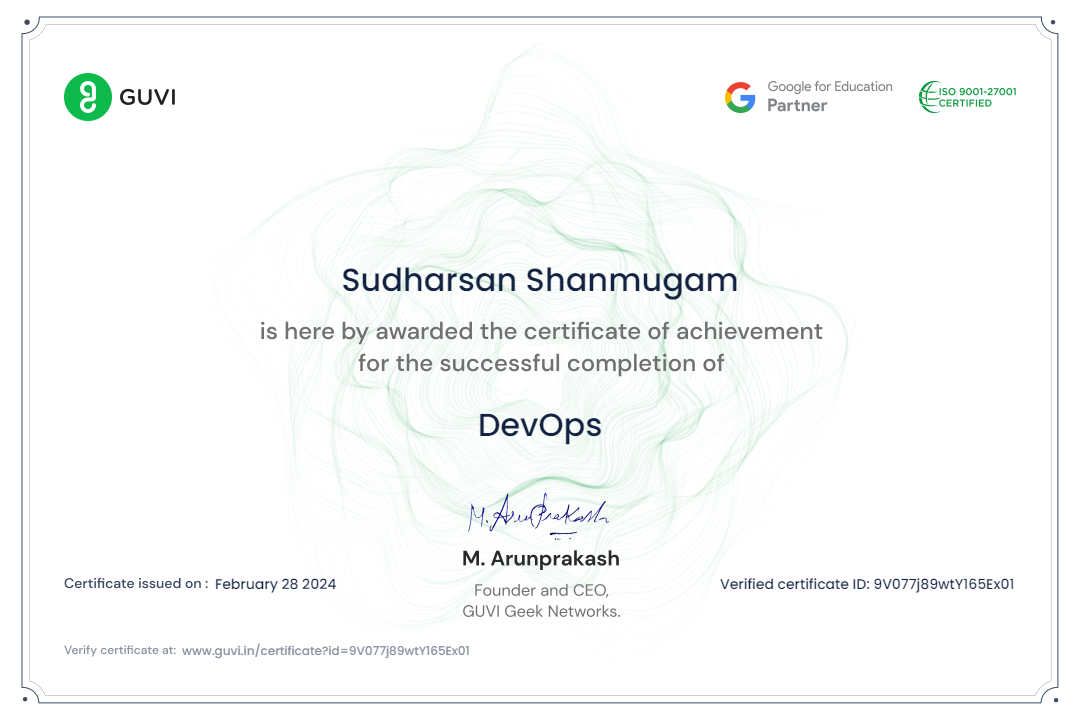 GUVI
Google for Education
Partner
ISO 9001-27001
CERTIFIED
Sudharsan Shanmugam
is here by awarded the certificate of achievement
for the successful completion of
DevOps
M. Arunprakash
M. Arunprakash
Founder and CEO,
GUVI Geek Networks.
Certificate issued on : February 28 2024
Verified certificate ID: 9V077j89wtY165Ex01
Verify certificate at: www.guvi.in/certificate?id=9V077j89wtY165Ex01